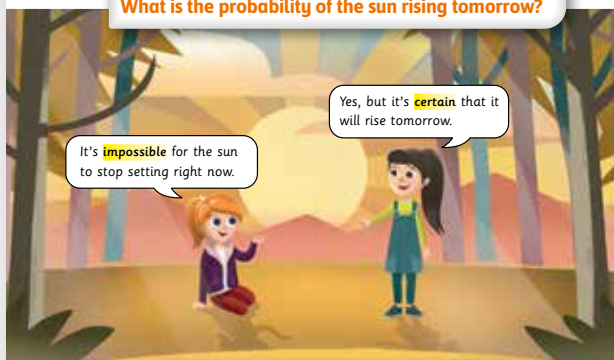 What is the probability of the sun rising tomorrow?
Yes, but it's certain that it
will rise tomorrow.
It's impossible for the sun
to stop setting right now.